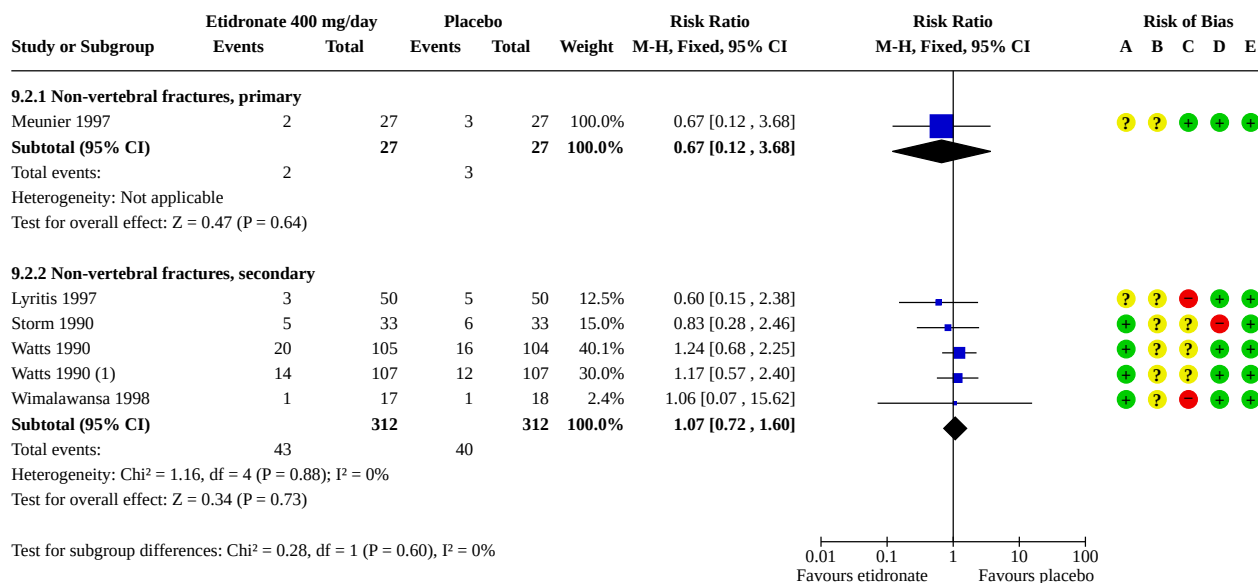 Etidronate 400 mg/day Placebo Risk Ratio Risk Ratio Risk of Bias
Study or Subgroup Events Total Events Total Weight M-H, Fixed, 95% CI M-H, Fixed, 95% CI A B C D E
9.2.1 Non-vertebral fractures, primary
Meunier 1997 2 27 3 27 100.0% 0.67 [0.12 , 3.68] ? ? + + +
Subtotal (95% CI) 27 27 100.0% 0.67 [0.12 , 3.68]
Total events: 2 3
Heterogeneity: Not applicable
Test for overall effect: Z = 0.47 (P = 0.64)
9.2.2 Non-vertebral fractures, secondary
Lyritis 1997 3 50 5 50 12.5% 0.60 [0.15 , 2.38] ? ? − + +
Storm 1990 5 33 6 33 15.0% 0.83 [0.28 , 2.46] + ? ? − +
Watts 1990 20 105 16 104 40.1% 1.24 [0.68 , 2.25] + ? ? + +
Watts 1990 (1) 14 107 12 107 30.0% 1.17 [0.57 , 2.40] + ? ? + +
Wimalawansa 1998 1 17 1 18 2.4% 1.06 [0.07 , 15.62] + ? − + +
Subtotal (95% CI) 312 312 100.0% 1.07 [0.72 , 1.60]
Total events: 43 40
Heterogeneity: Chi² = 1.16, df = 4 (P = 0.88); I² = 0%
Test for overall effect: Z = 0.34 (P = 0.73)
Test for subgroup differences: Chi² = 0.28, df = 1 (P = 0.60), I² = 0%
0.01 0.1 1 10 100
Favours etidronate Favours placebo